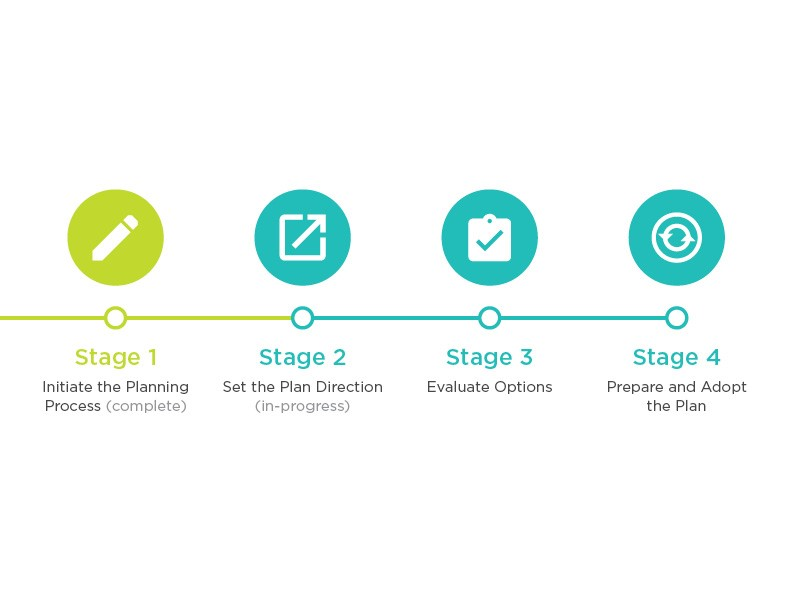 Stage 1
Initiate the Planning
Process (complete)
Stage 2
Set the Plan Direction
(in-progress)
Stage 3
Evaluate Options
Stage 4
Prepare and Adopt
the Plan